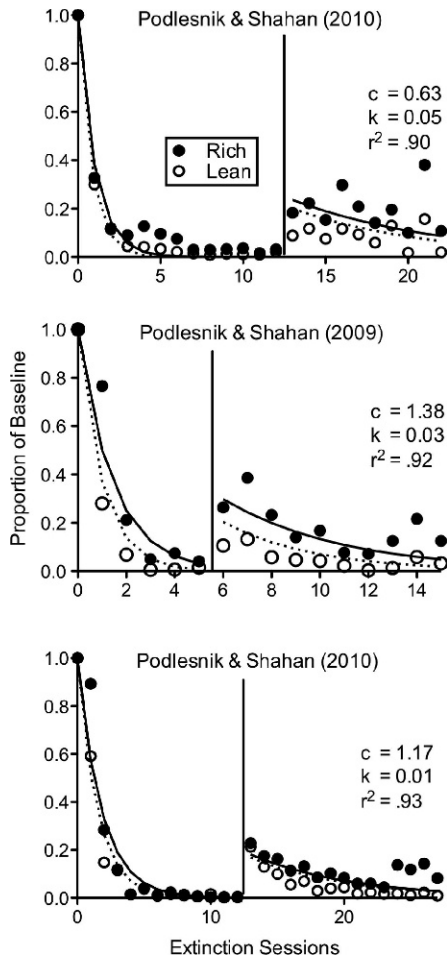 Podlesnik & Shahan (2010)
1.0
0.8
0.6
0.4
0.2
0.0
c = 0.63
k = 0.05
r² = .90
Rich
Lean
0 5 10 15 20
Podlesnik & Shahan (2009)
1.0
0.8
0.6
0.4
0.2
0.0
c = 1.38
k = 0.03
r² = .92
0 2 4 6 8 10 12 14
Proportion of Baseline
Podlesnik & Shahan (2010)
1.0
0.8
0.6
0.4
0.2
0.0
c = 1.17
k = 0.01
r² = .93
0 10 20
Extinction Sessions